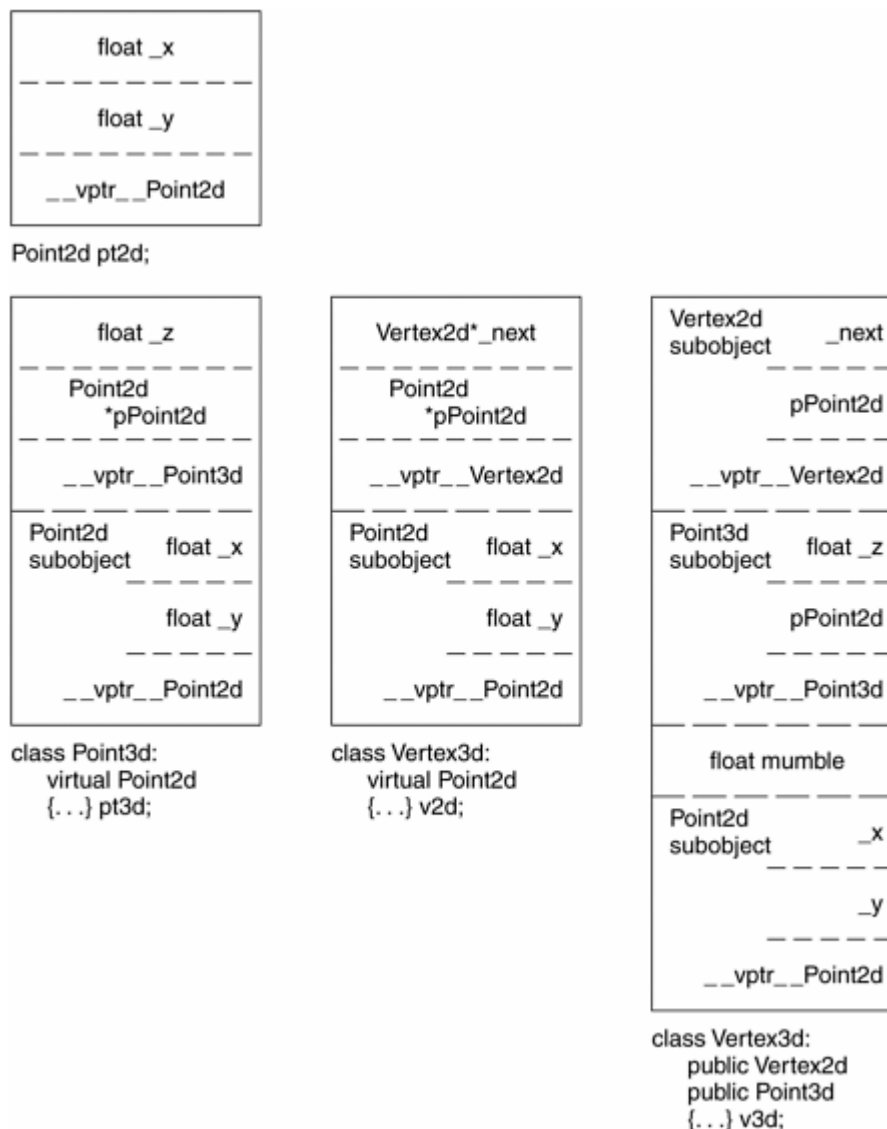 float _x
float _y
__vptr__Point2d
Point2d pt2d;
float _z
Point2d
*pPoint2d
__vptr__Point3d
Point2d
subobject float _x
float _y
__vptr__Point2d
class Point3d:
virtual Point2d
{. . .} pt3d;
Vertex2d*_next
Point2d
*pPoint2d
__vptr__Vertex2d
Point2d
subobject float _x
float _y
__vptr__Point2d
class Vertex3d:
virtual Point2d
{. . .} v2d;
Vertex2d
subobject _next
pPoint2d
__vptr__Vertex2d
Point3d
subobject float _z
pPoint2d
__vptr__Point3d
float mumble
Point2d
subobject _x
_y
__vptr__Point2d
class Vertex3d:
public Vertex2d
public Point3d
{. . .} v3d;